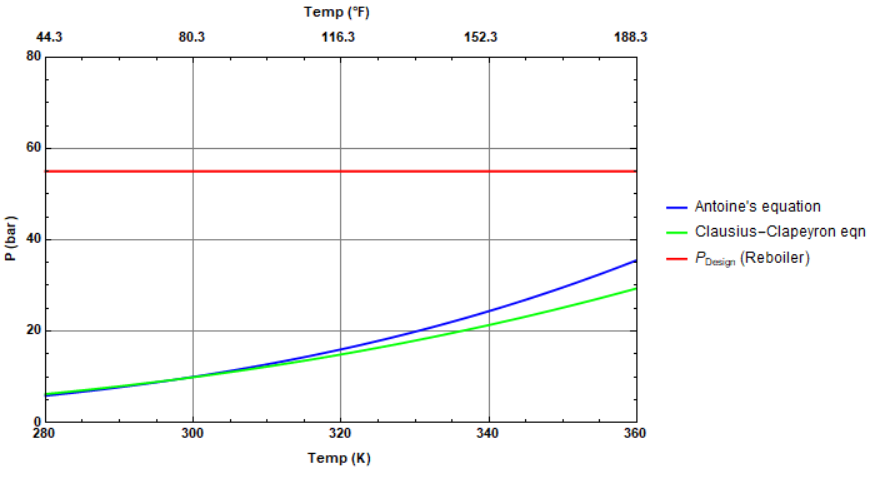 Temp (°F)
44.3 80.3 116.3 152.3 188.3
80
60
40
20
0
P (bar)
280 300 320 340 360
Temp (K)
Antoine's equation
Clausius−Clapeyron eqn
PDesign (Reboiler)